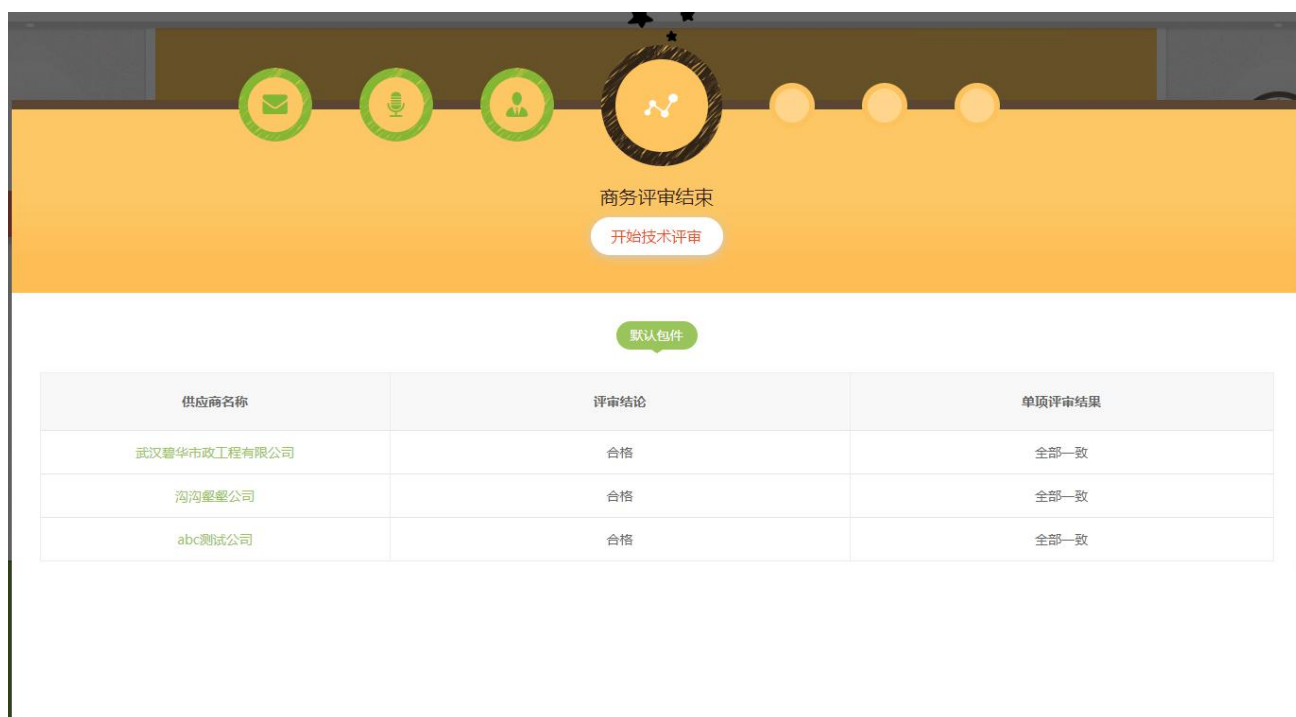 商务评审结束
开始技术评审
默认包件
供应商名称 评审结论 单项评审结果
武汉碧华市政工程有限公司 合格 全部一致
沟沟壑壑公司 合格 全部一致
abc测试公司 合格 全部一致